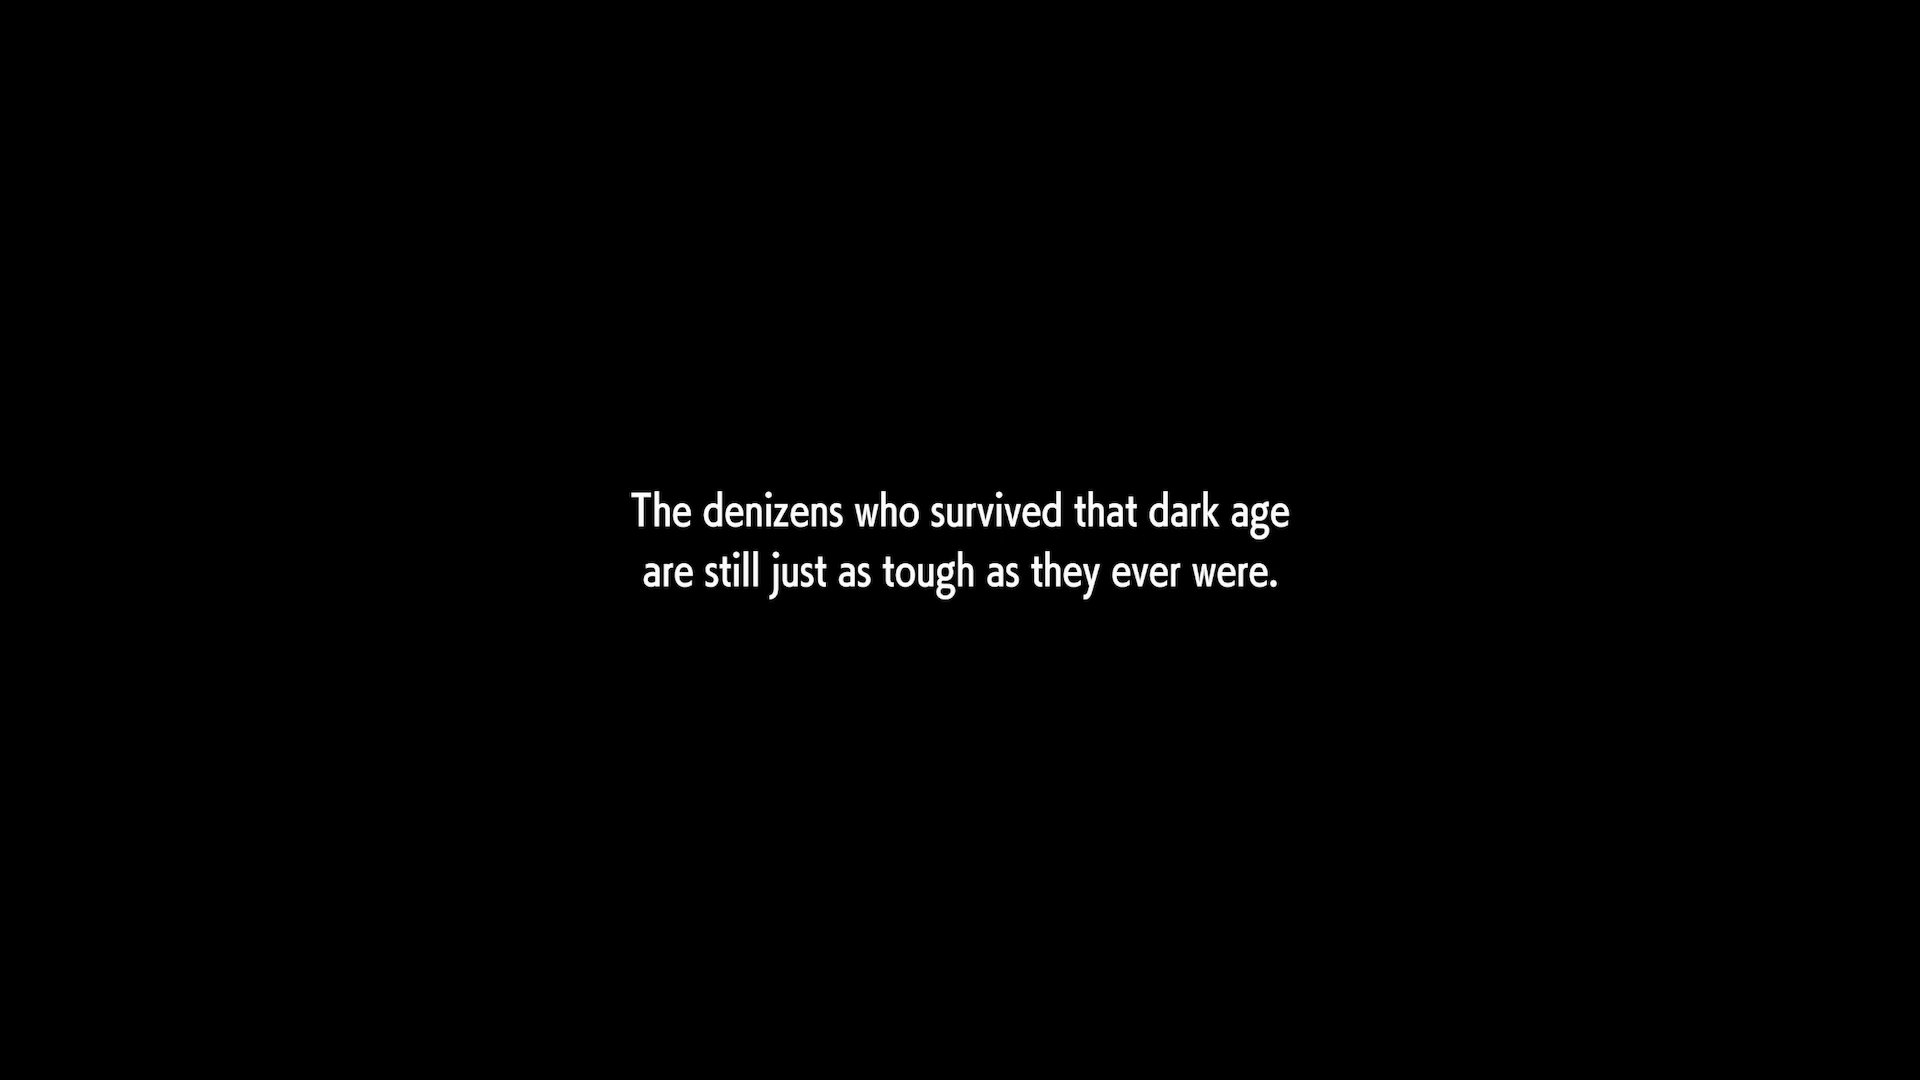 The denizens who survived that dark age
are still just as tough as they ever were.